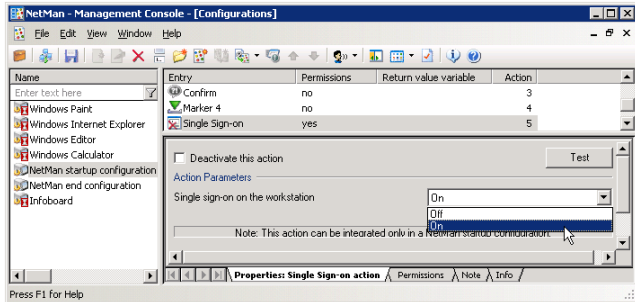 NetMan - Management Console - [Configurations]
File Edit View Window Help
Name
Enter text here
Windows Paint
Windows Internet Explorer
Windows Editor
Windows Calculator
NetMan startup configuration
NetMan end configuration
Infoboard
Entry Permissions Return value variable Action
Confirm no 3
Marker 4 no 4
Single Sign-on yes 5
Deactivate this action Test
Action Parameters
Single sign-on on the workstation On
Off
On
Note: This action can be integrated only in a NetMan startup configuration.
Properties: Single Sign-on action Permissions Note Info
Press F1 for Help